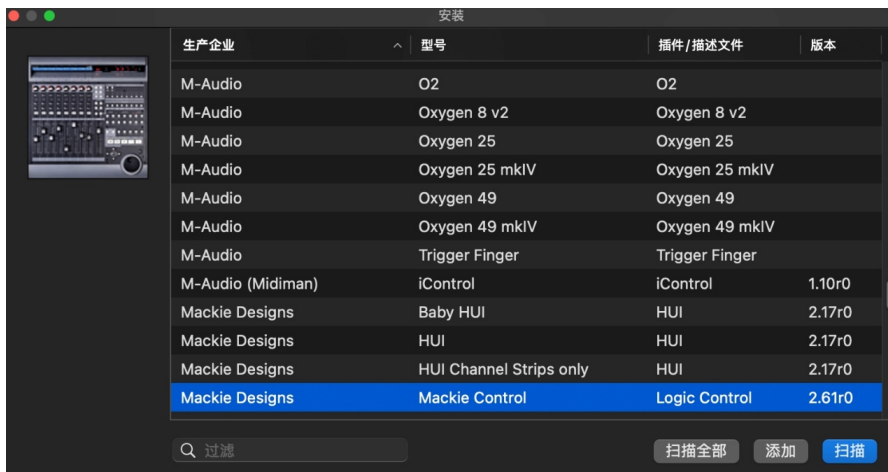 安装
生产企业 型号 插件/描述文件 版本
M-Audio O2 O2
M-Audio Oxygen 8 v2 Oxygen 8 v2
M-Audio Oxygen 25 Oxygen 25
M-Audio Oxygen 25 mkIV Oxygen 25 mkIV
M-Audio Oxygen 49 Oxygen 49
M-Audio Oxygen 49 mkIV Oxygen 49 mkIV
M-Audio Trigger Finger Trigger Finger
M-Audio (Midiman) iControl iControl 1.10r0
Mackie Designs Baby HUI HUI 2.17r0
Mackie Designs HUI HUI 2.17r0
Mackie Designs HUI Channel Strips only HUI 2.17r0
Mackie Designs Mackie Control Logic Control 2.61r0
过滤 扫描全部 添加 扫描